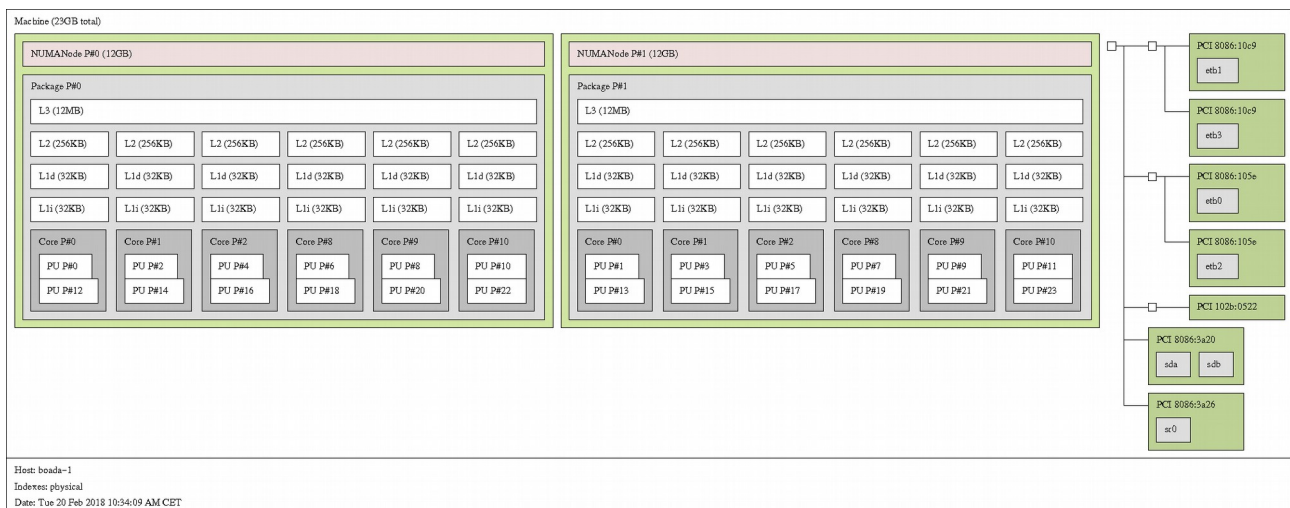 Machine (23GB total)
NUMANode P#0 (12GB)
Package P#0
L3 (12MB)
L2 (256KB) L2 (256KB) L2 (256KB) L2 (256KB) L2 (256KB) L2 (256KB)
L1d (32KB) L1d (32KB) L1d (32KB) L1d (32KB) L1d (32KB) L1d (32KB)
L1i (32KB) L1i (32KB) L1i (32KB) L1i (32KB) L1i (32KB) L1i (32KB)
Core P#0 Core P#1 Core P#2 Core P#8 Core P#9 Core P#10
PU P#0 PU P#2 PU P#4 PU P#6 PU P#8 PU P#10
PU P#12 PU P#14 PU P#16 PU P#18 PU P#20 PU P#22
NUMANode P#1 (12GB)
Package P#1
L3 (12MB)
L2 (256KB) L2 (256KB) L2 (256KB) L2 (256KB) L2 (256KB) L2 (256KB)
L1d (32KB) L1d (32KB) L1d (32KB) L1d (32KB) L1d (32KB) L1d (32KB)
L1i (32KB) L1i (32KB) L1i (32KB) L1i (32KB) L1i (32KB) L1i (32KB)
Core P#0 Core P#1 Core P#2 Core P#8 Core P#9 Core P#10
PU P#1 PU P#3 PU P#5 PU P#7 PU P#9 PU P#11
PU P#13 PU P#15 PU P#17 PU P#19 PU P#21 PU P#23
PCI 8086:10c9
eth1
PCI 8086:10c9
eth3
PCI 8086:105e
eth0
PCI 8086:105e
eth2
PCI 102b:0522
PCI 8086:3a20
sda sdb
PCI 8086:3a26
sr0
Host: boada-1
Indexes: physical
Date: Tue 20 Feb 2018 10:34:09 AM CET